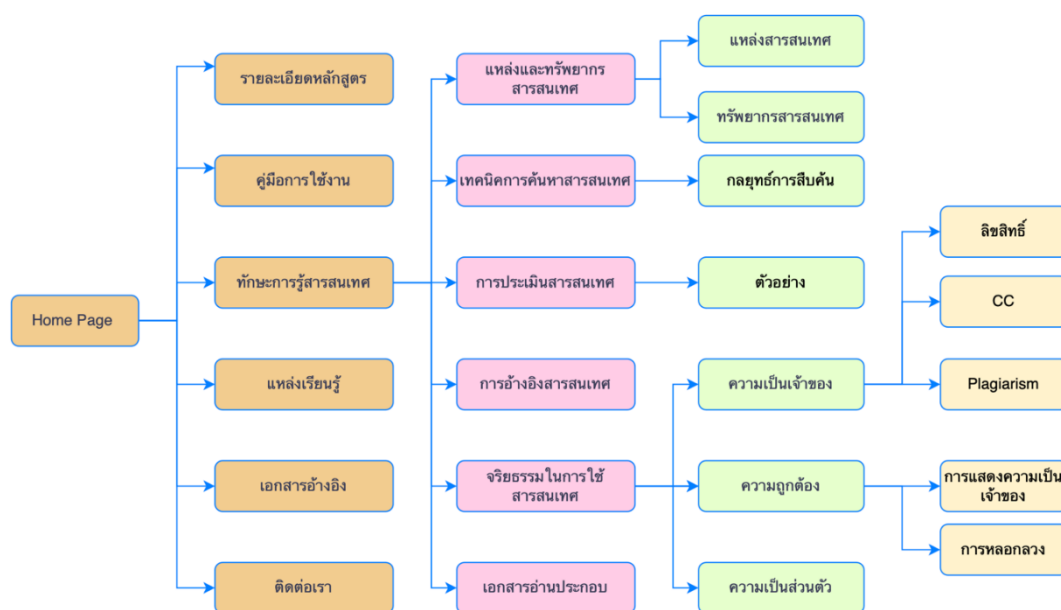 Home Page
รายละเอียดหลักสูตร
คู่มือการใช้งาน
ทักษะการรู้สารสนเทศ
แหล่งเรียนรู้
เอกสารอ้างอิง
ติดต่อเรา
แหล่งและทรัพยากร
สารสนเทศ
เทคนิคการค้นหาสารสนเทศ
การประเมินสารสนเทศ
การอ้างอิงสารสนเทศ
จริยธรรมในการใช้
สารสนเทศ
เอกสารอ่านประกอบ
แหล่งสารสนเทศ
ทรัพยากรสารสนเทศ
กลยุทธ์การสืบค้น
ตัวอย่าง
ความเป็นเจ้าของ
ความถูกต้อง
ความเป็นส่วนตัว
ลิขสิทธิ์
CC
Plagiarism
การแสดงความเป็น
เจ้าของ
การหลอกลวง